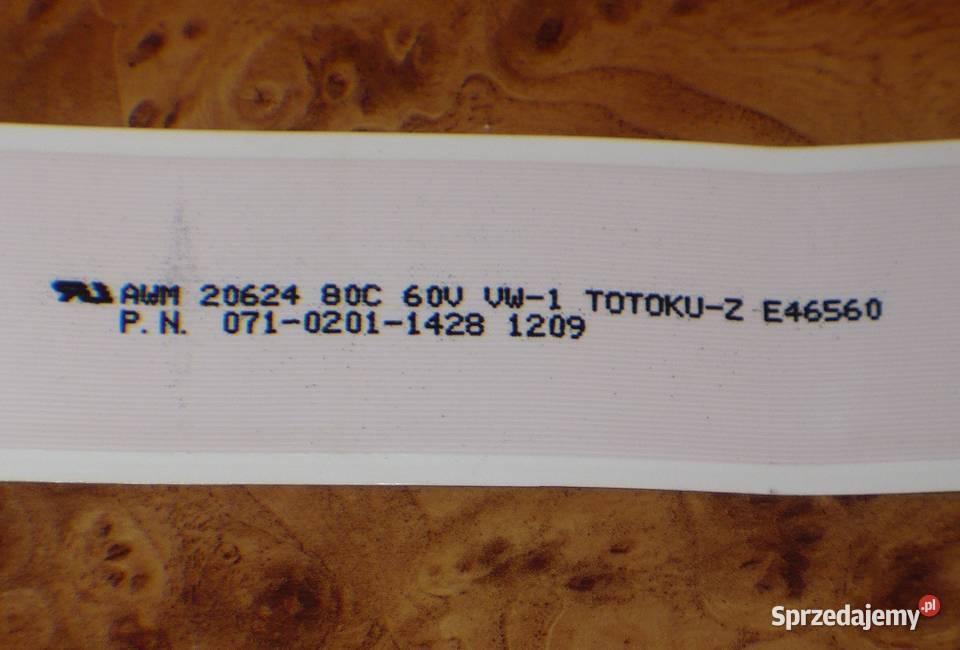 AWM 20624 80C 60V VW-1 TOTOKU-Z E46560
P.N. 071-0201-1428 1209
Sprzedajemy.pl